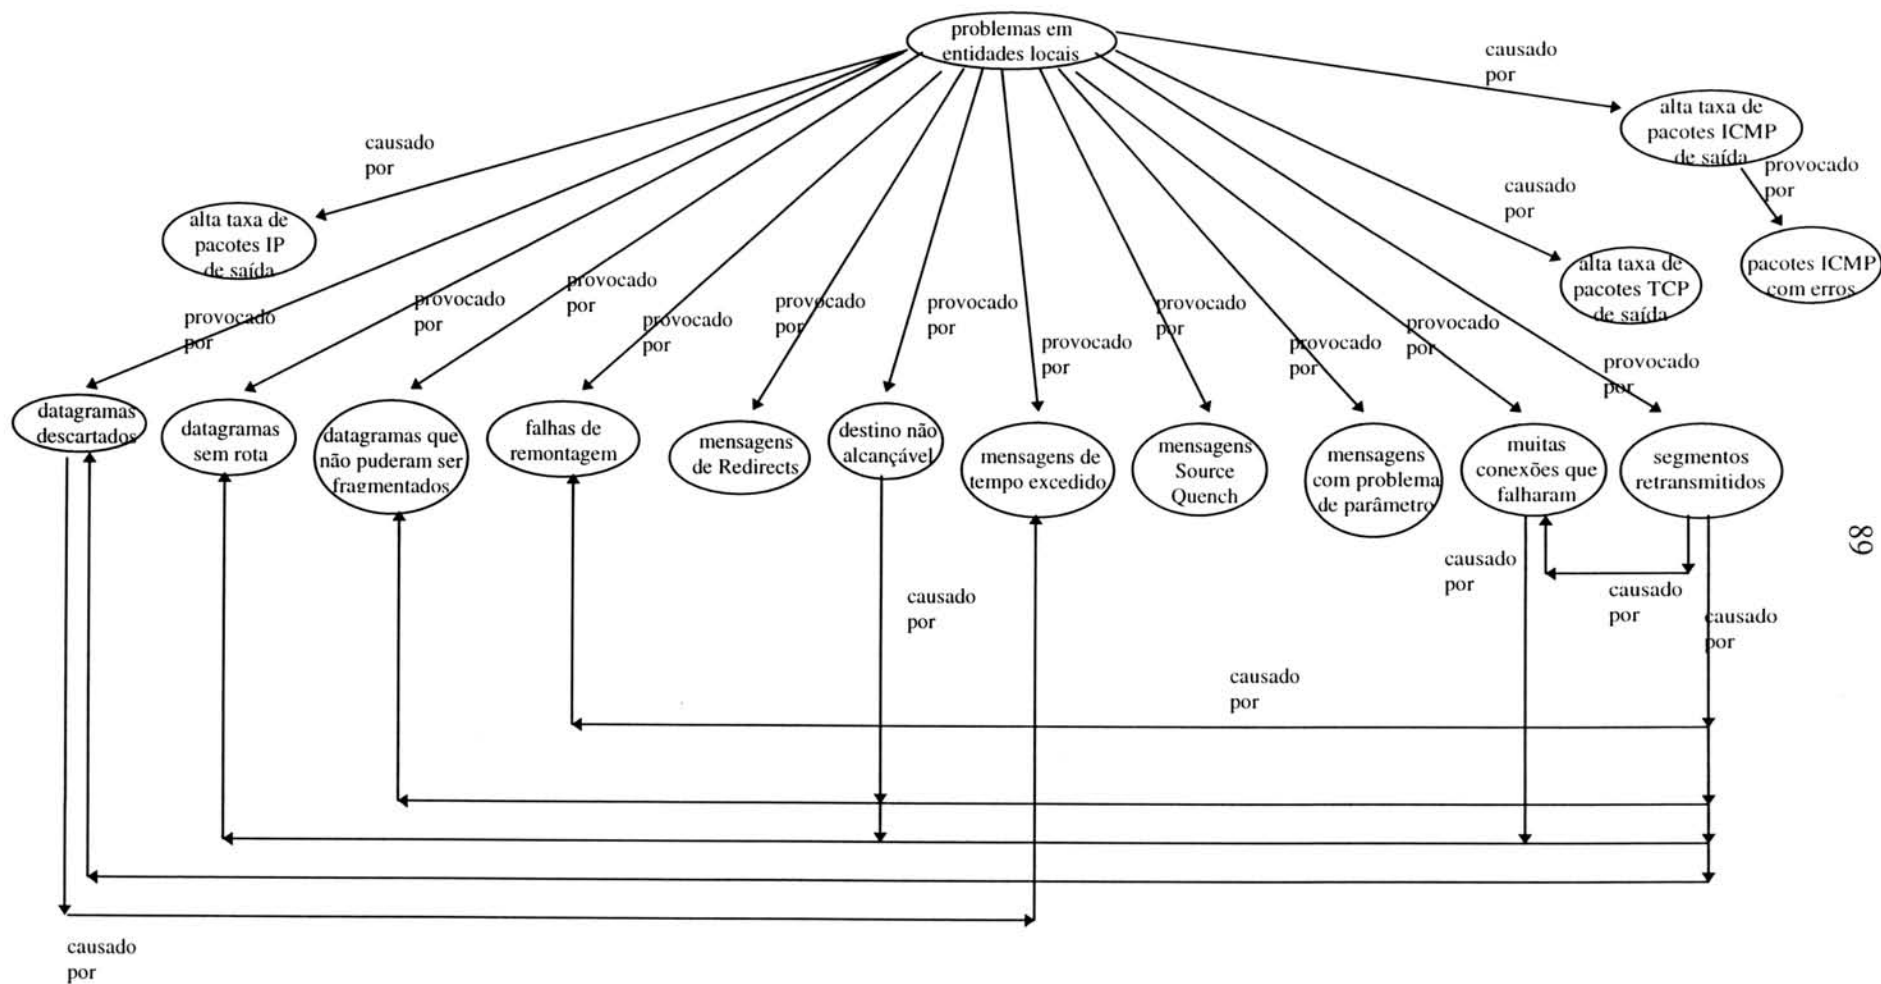 problemas em
entidades locais
causado
por
alta taxa de
pacotes ICMP
de saída
provocado
por
pacotes ICMP
com erros
causado
por
alta taxa de
pacotes IP
de saída
causado
por
alta taxa de
pacotes TCP
de saída
provocado
por
provocado
por
provocado
por
provocado
por
provocado
por
provocado
por
provocado
por
provocado
por
provocado
por
provocado
por
provocado
por
datagramas
descartados
datagramas
sem rota
datagramas que
não puderam ser
fragmentados
falhas de
remontagem
mensagens
de Redirects
destino não
alcançável
mensagens de
tempo excedido
mensagens
Source
Quench
mensagens
com problema
de parâmetro
muitas
conexões que
falharam
segmentos
retransmitidos
89
causado
por
causado
por
causado
por
causado
por
causado
por
causado
por